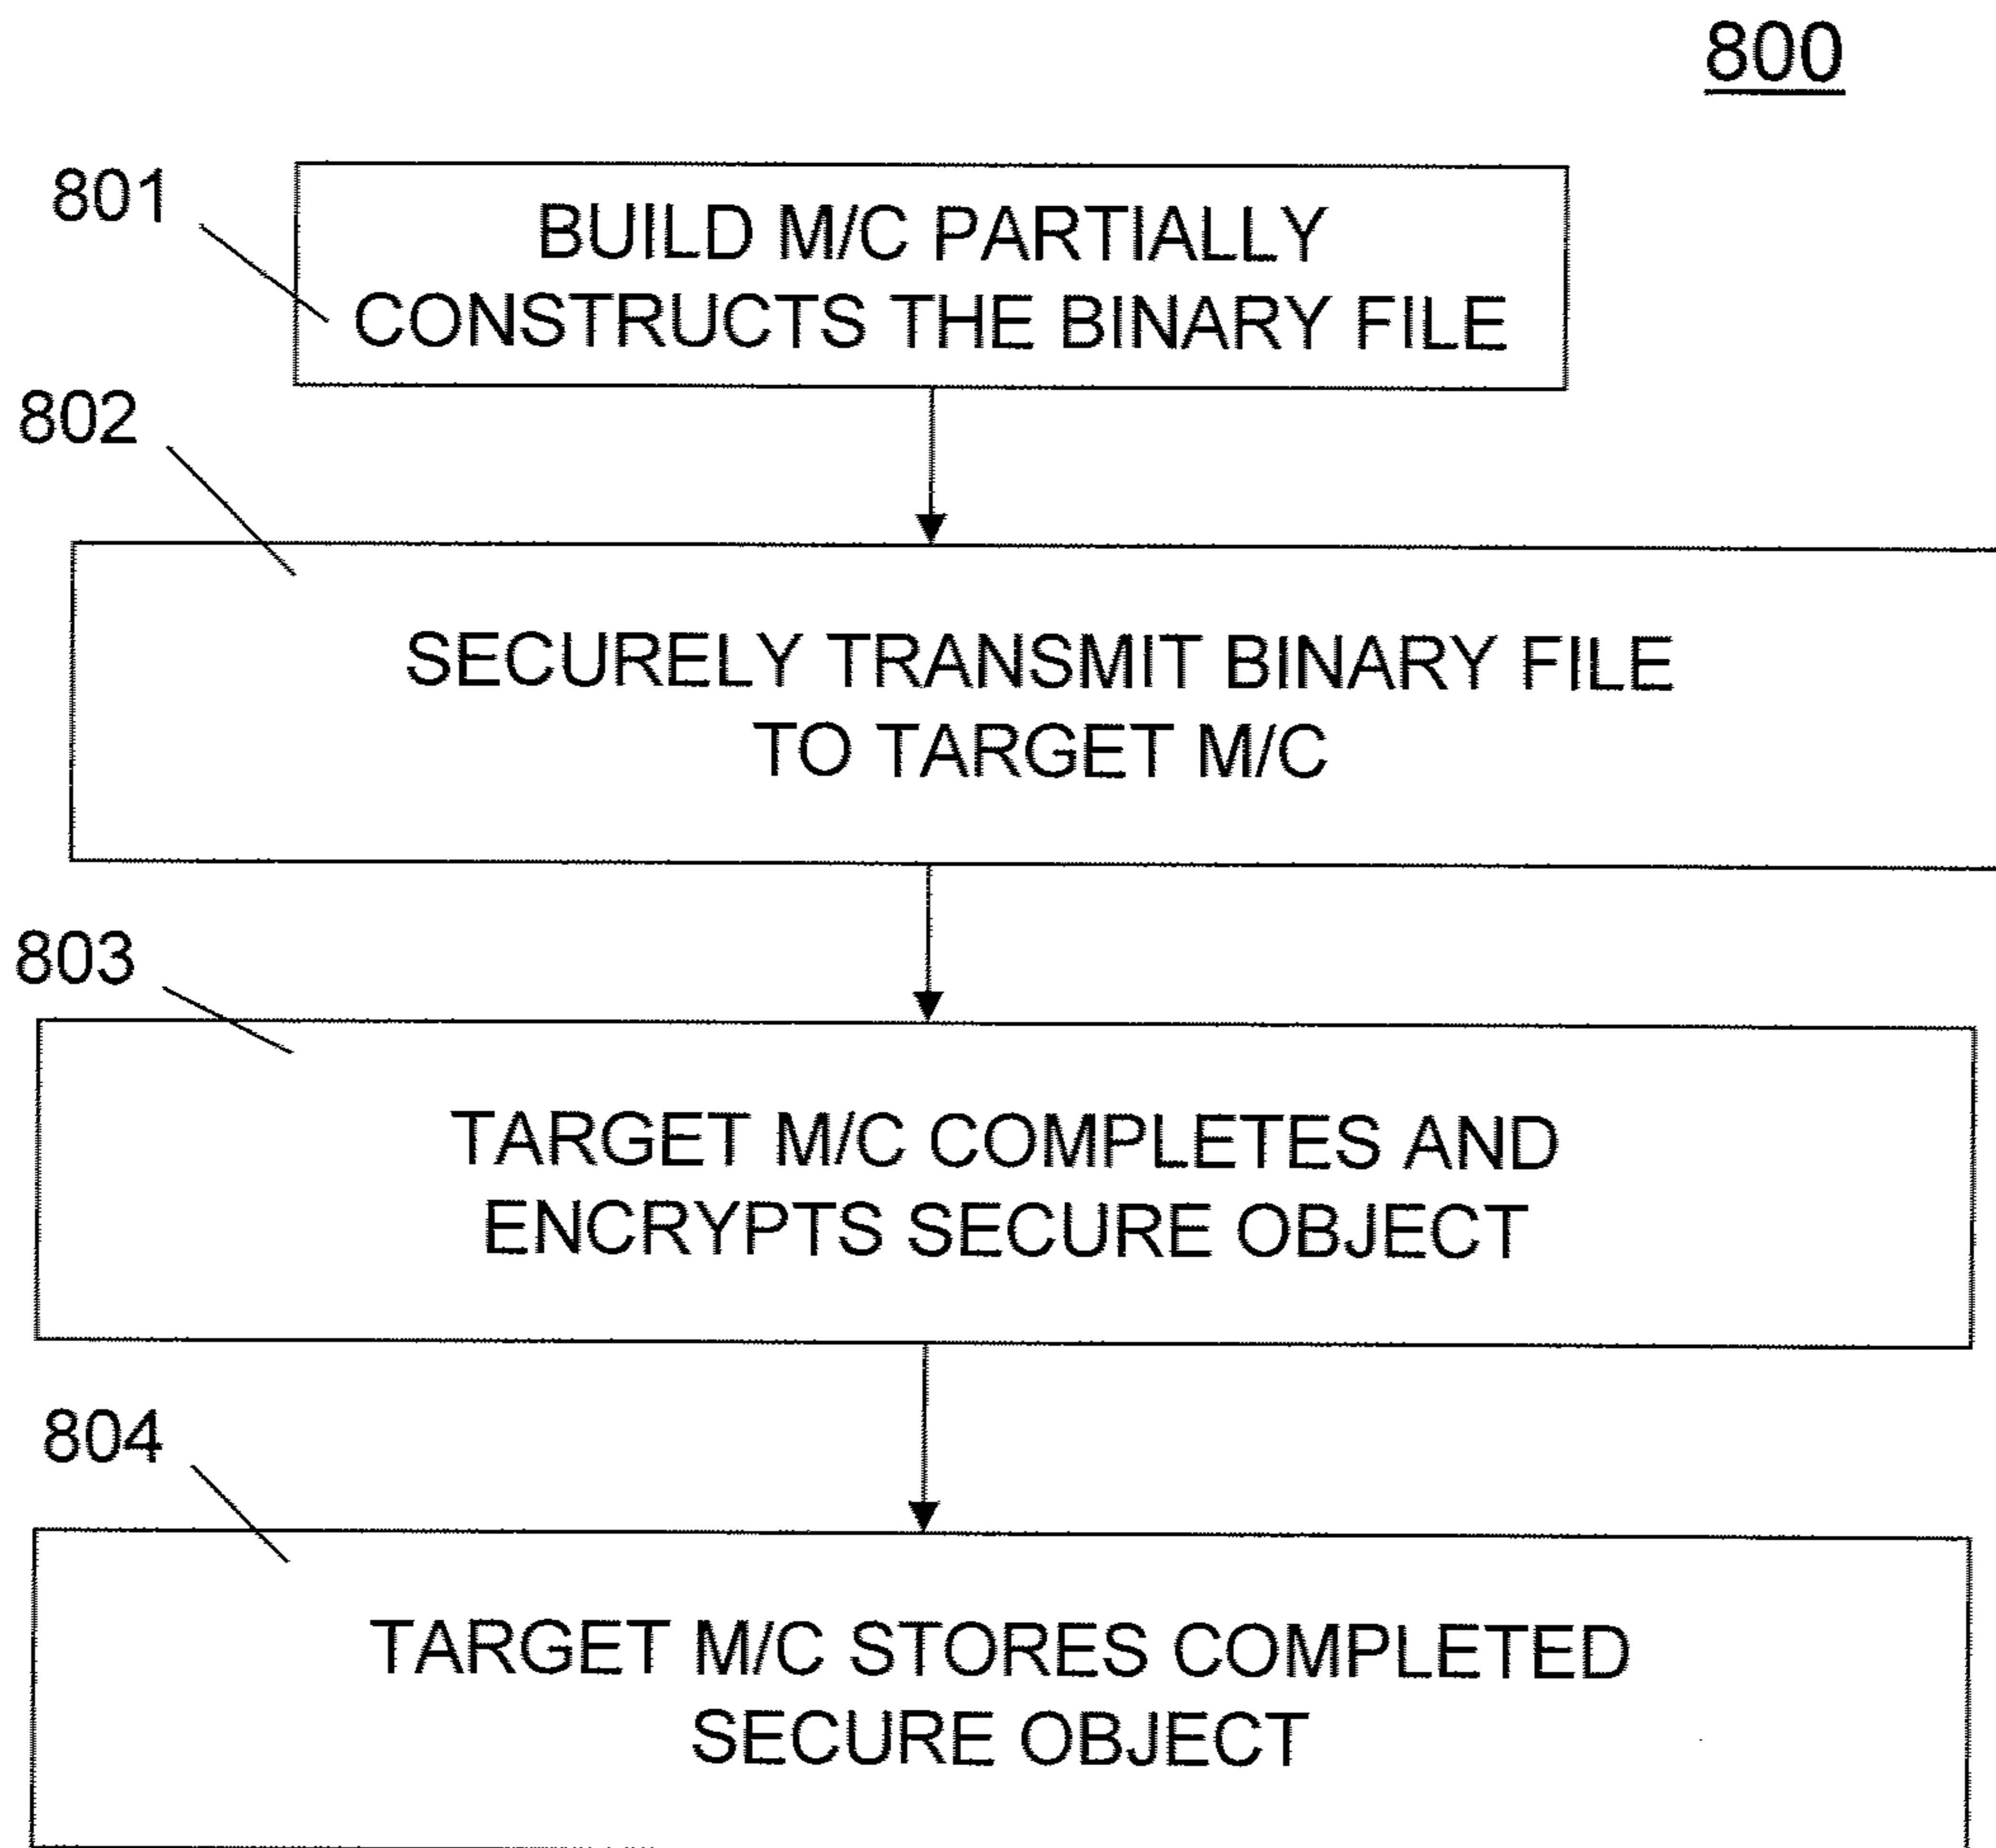 800
801
BUILD M/C PARTIALLY
CONSTRUCTS THE BINARY FILE
802
SECURELY TRANSMIT BINARY FILE
TO TARGET M/C
803
TARGET M/C COMPLETES AND
ENCRYPTS SECURE OBJECT
804
TARGET M/C STORES COMPLETED
SECURE OBJECT